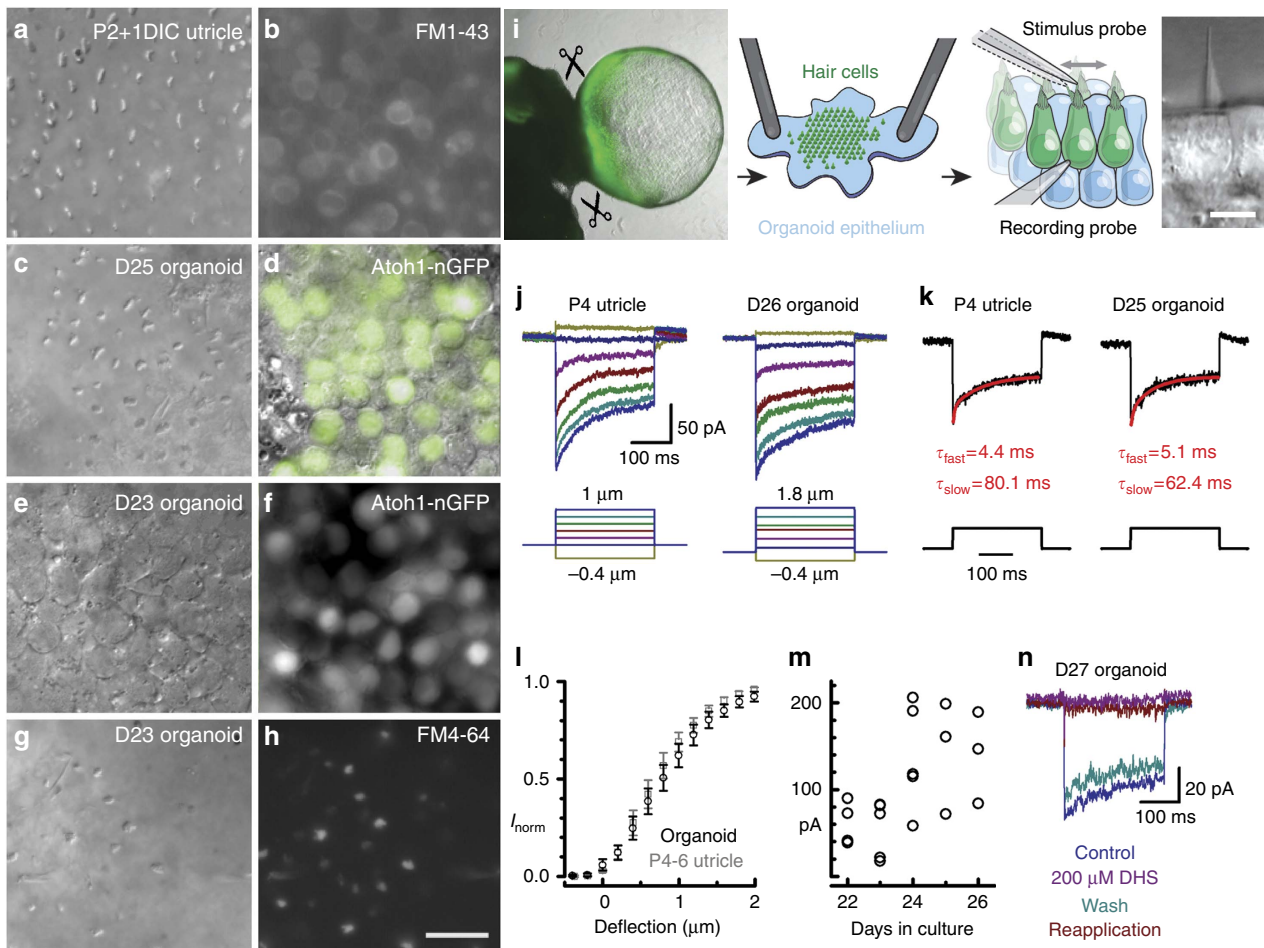 a
P2+1DIC utricle
b
FM1-43
c
D25 organoid
d
Atoh1-nGFP
e
D23 organoid
f
Atoh1-nGFP
g
D23 organoid
h
FM4-64
i
Hair cells
Organoid epithelium
Stimulus probe
Recording probe
j
P4 utricle
D26 organoid
50 pA
100 ms
1 μm
1.8 μm
–0.4 μm
–0.4 μm
k
P4 utricle
D25 organoid
τfast=4.4 ms
τslow=80.1 ms
τfast=5.1 ms
τslow=62.4 ms
100 ms
l
1.0
0.5
Inorm
0.0
Organoid
P4-6 utricle
0 1 2
Deflection (μm)
m
200
100
pA
0
22 24 26
Days in culture
n
D27 organoid
20 pA
100 ms
Control
200 μM DHS
Wash
Reapplication